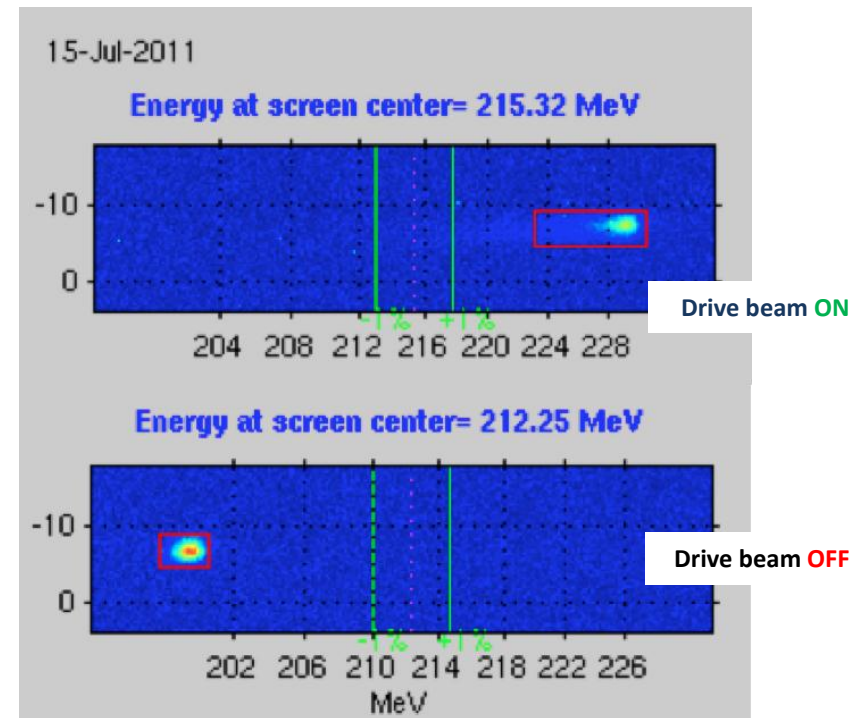 15-Jul-2011
Energy at screen center= 215.32 MeV
-10
0
Drive beam ON
-1% +1%
204 208 212 216 220 224 228
Energy at screen center= 212.25 MeV
-10
Drive beam OFF
0
-1% +1%
202 206 210 214 218 222 226
MeV